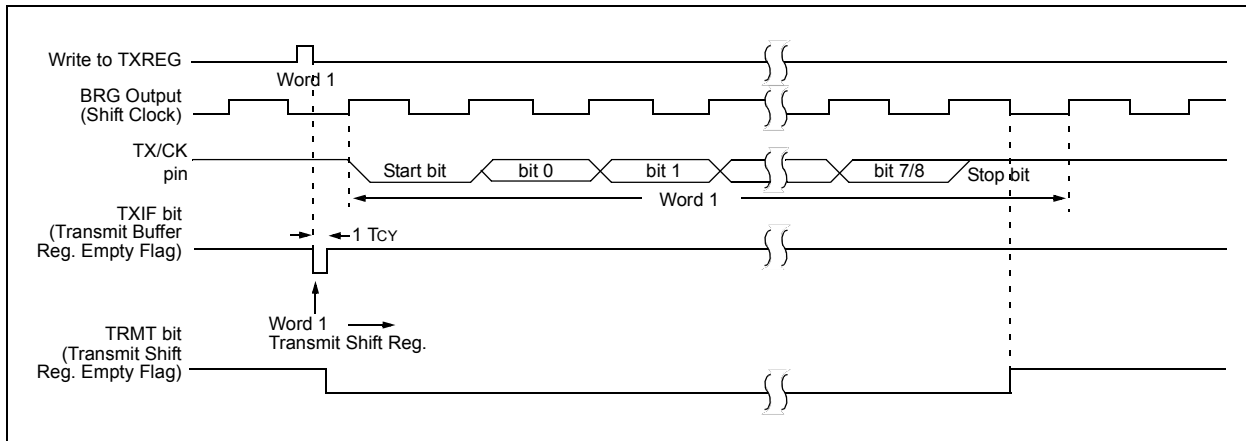 Write to TXREG
Word 1
BRG Output
(Shift Clock)
TX/CK
pin
Start bit
bit 0
bit 1
bit 7/8
Stop bit
Word 1
TXIF bit
(Transmit Buffer
Reg. Empty Flag)
1 TCY
Word 1
Transmit Shift Reg.
TRMT bit
(Transmit Shift
Reg. Empty Flag)